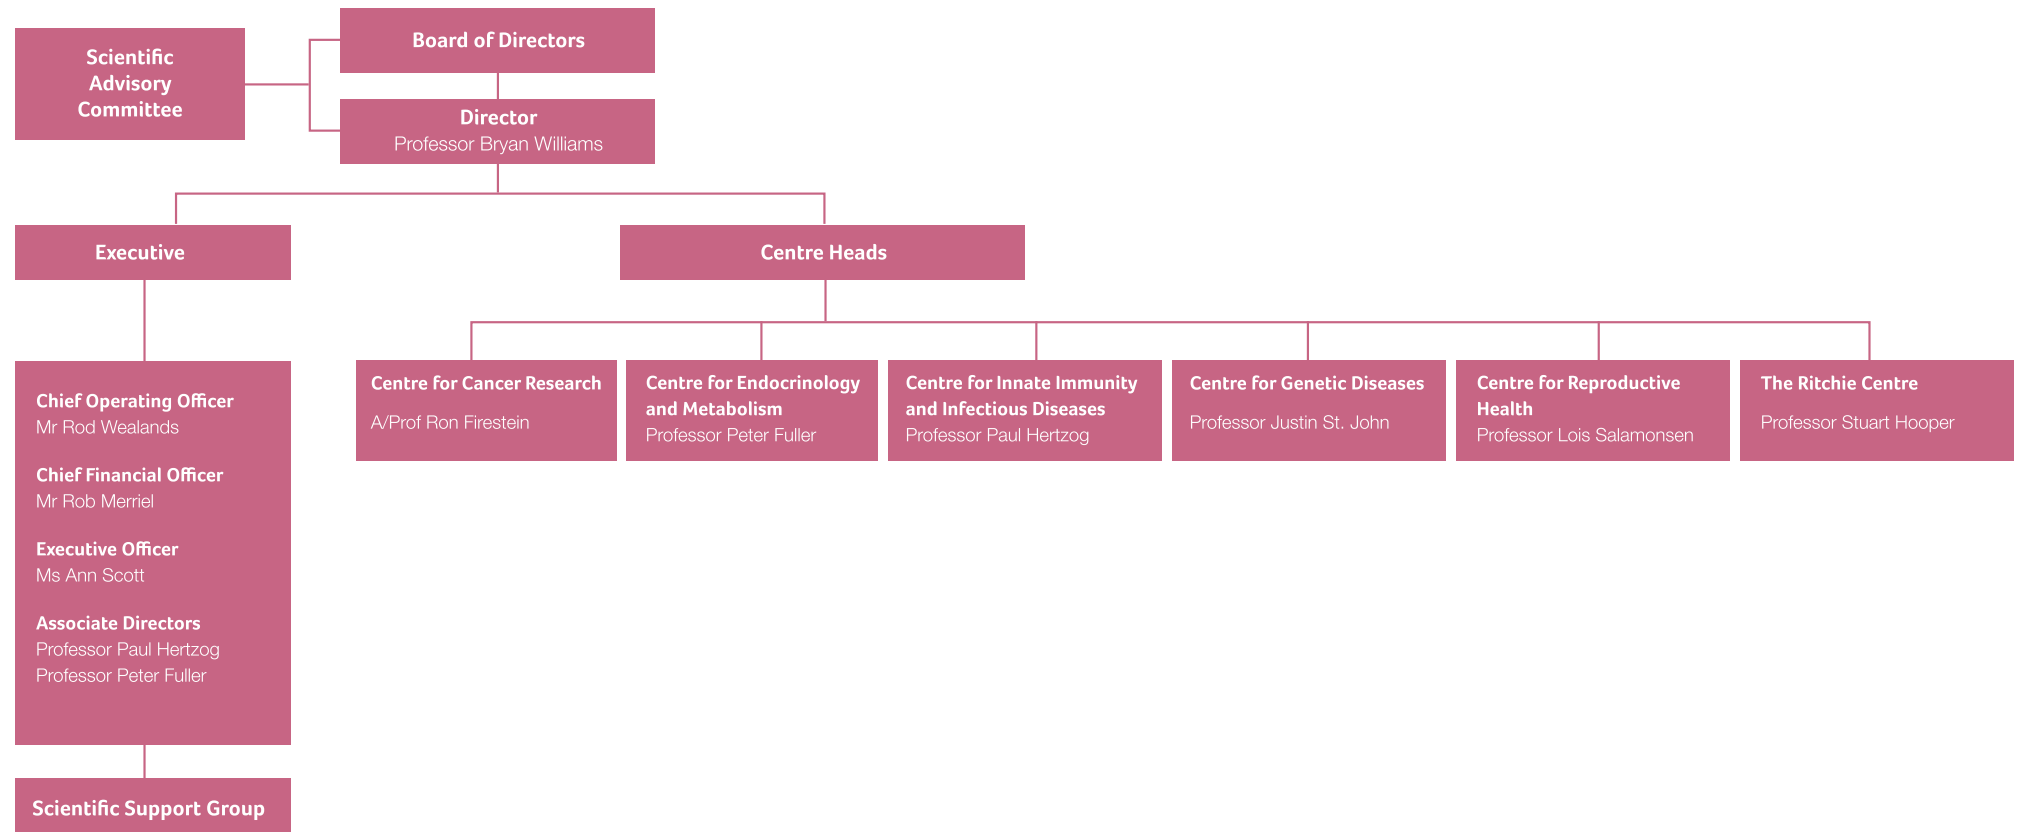 Scientific
Advisory
Committee
Board of Directors
Director
Professor Bryan Williams
Executive
Centre Heads
Chief Operating Officer
Mr Rod Wealands
Chief Financial Officer
Mr Rob Merriel
Executive Officer
Ms Ann Scott
Associate Directors
Professor Paul Hertzog
Professor Peter Fuller
Scientific Support Group
Centre for Cancer Research
A/Prof Ron Firestein
Centre for Endocrinology
and Metabolism
Professor Peter Fuller
Centre for Innate Immunity
and Infectious Diseases
Professor Paul Hertzog
Centre for Genetic Diseases
Professor Justin St. John
Centre for Reproductive
Health
Professor Lois Salamonsen
The Ritchie Centre
Professor Stuart Hooper